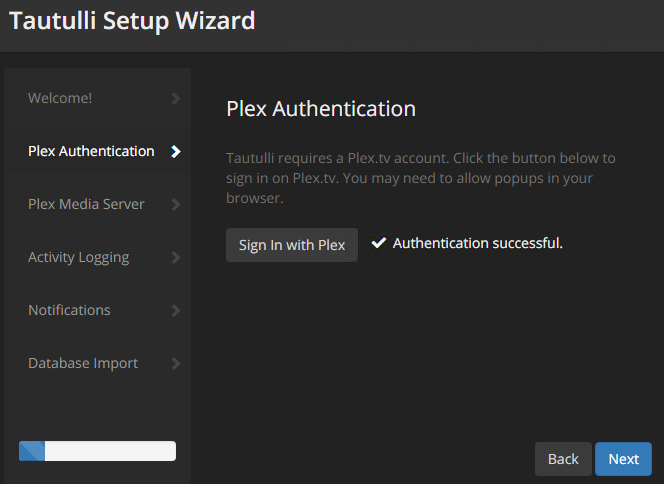 Tautulli Setup Wizard
Welcome!
Plex Authentication
Plex Media Server
Activity Logging
Notifications
Database Import
Plex Authentication
Tautulli requires a Plex.tv account. Click the button below to
sign in on Plex.tv. You may need to allow popups in your
browser.
Sign In with Plex
Authentication successful.
Back
Next